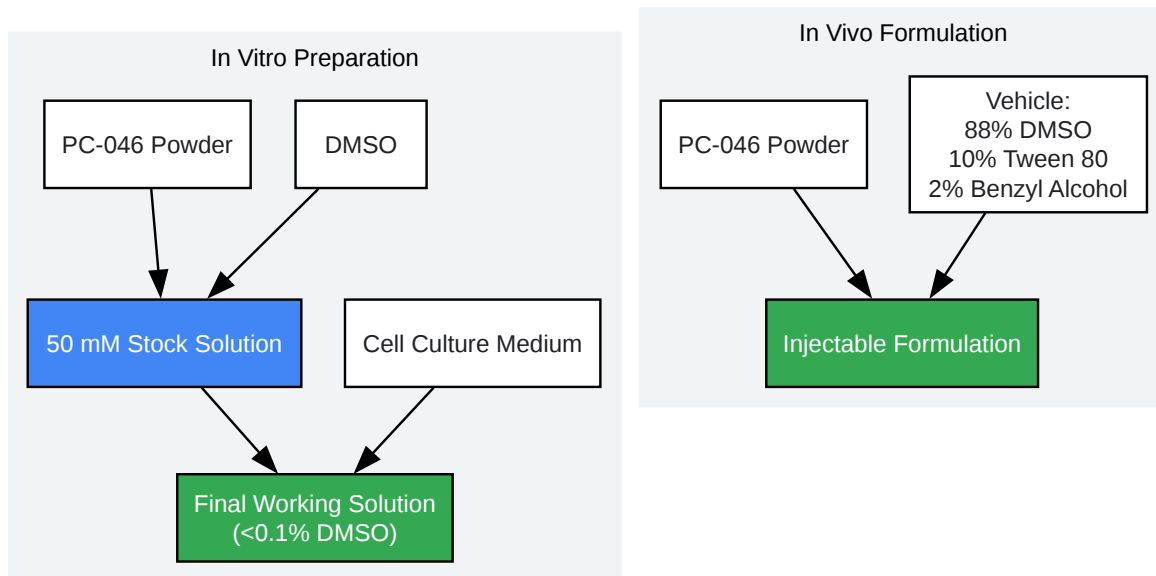 In Vitro Preparation
PC-046 Powder
DMSO
50 mM Stock Solution
Cell Culture Medium
Final Working Solution
(<0.1% DMSO)
In Vivo Formulation
PC-046 Powder
Vehicle:
88% DMSO
10% Tween 80
2% Benzyl Alcohol
Injectable Formulation